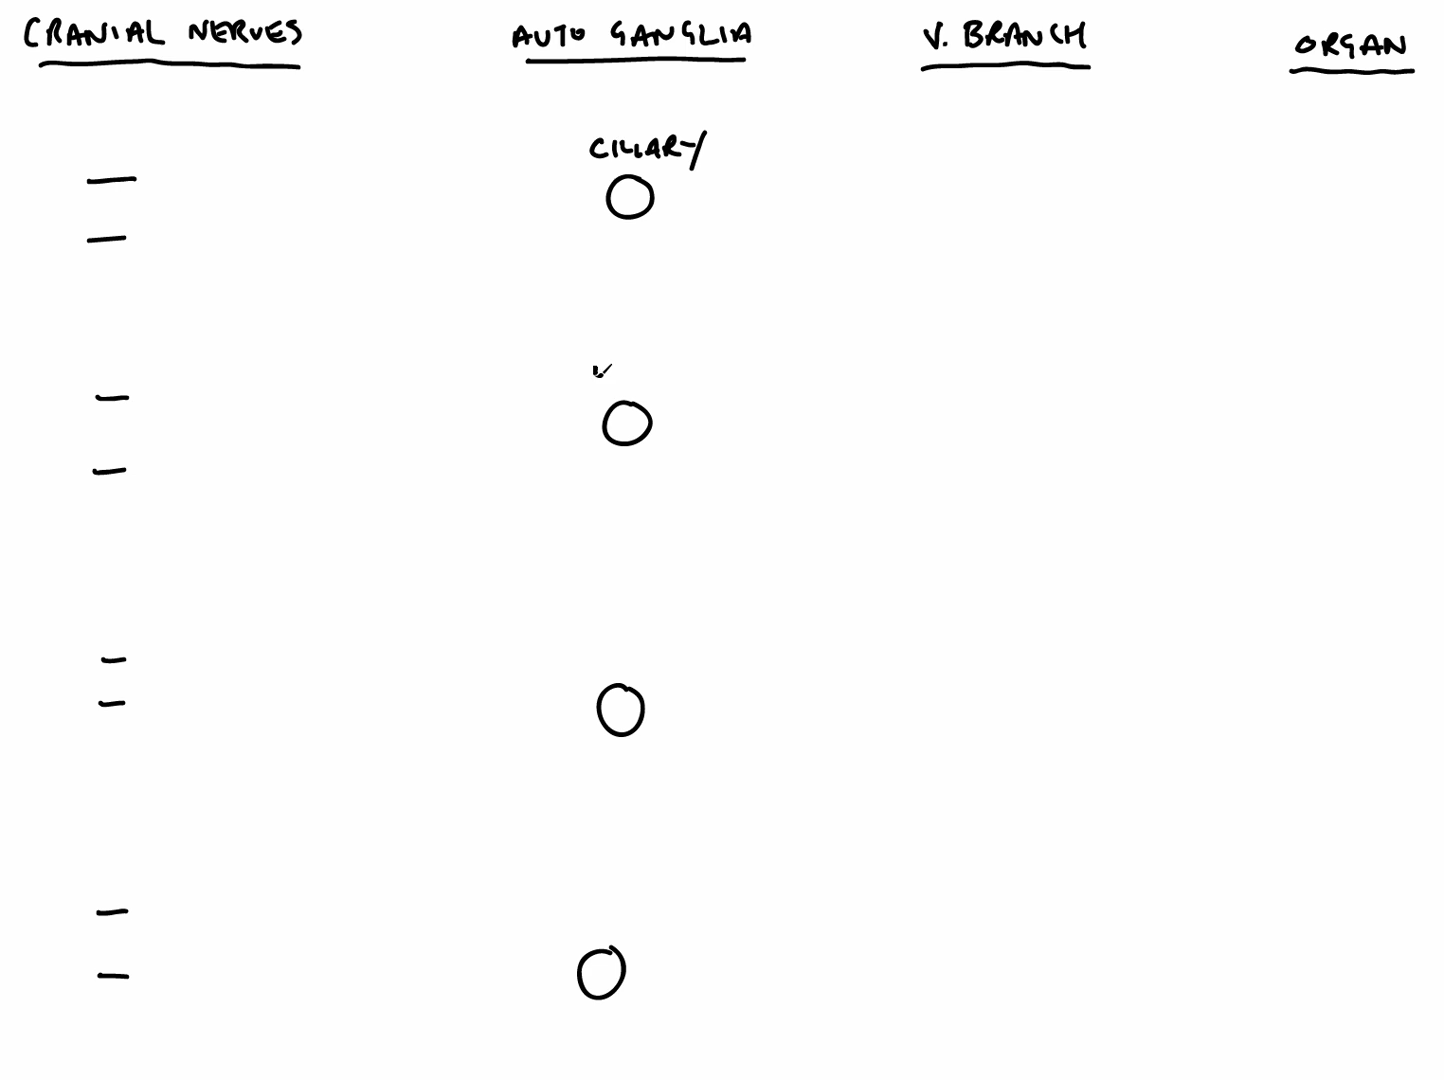 CRANIAL NERVES
AUTO GANGLIA
V. BRANCH
ORGAN
CILIARY